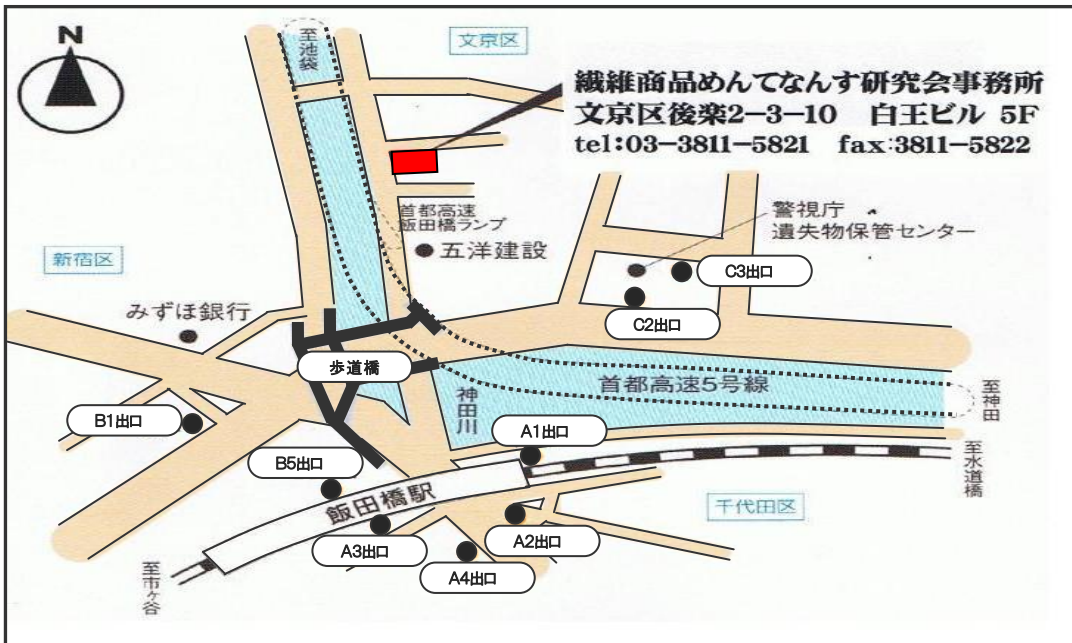 N
至池袋
文京区
繊維商品めんてなんす研究会事務所
文京区後楽2-3-10　白王ビル 5F
tel:03-3811-5821　fax:3811-5822
首都高速
飯田橋ランプ
五洋建設
警視庁
遺失物保管センター
新宿区
C3出口
C2出口
みずほ銀行
歩道橋
首都高速5号線
至神田
神田川
B1出口
A1出口
至水道橋
B5出口
飯田橋駅
千代田区
A2出口
A3出口
A4出口
至市ヶ谷